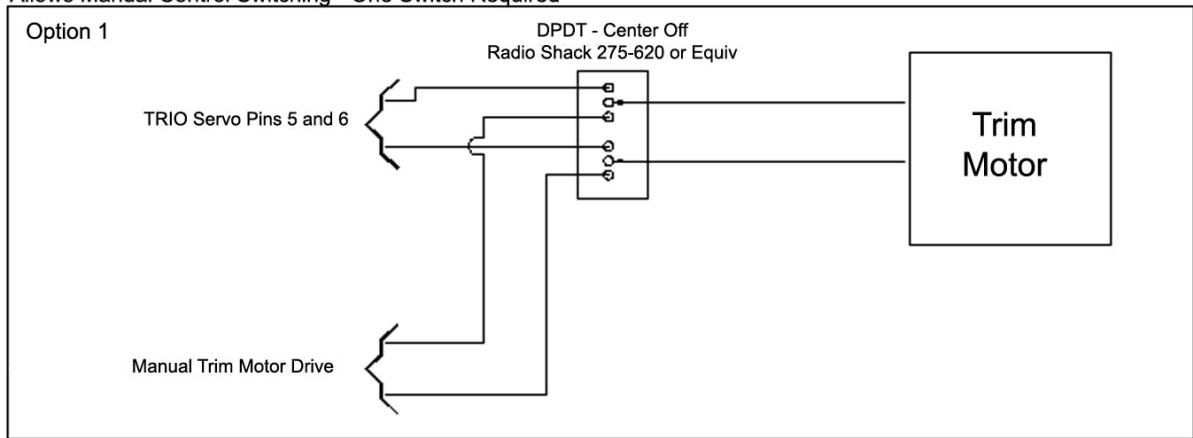 Allows Manual Control Switching - One Switch Required
Option 1
DPDT - Center Off
Radio Shack 275-620 or Equiv
TRIO Servo Pins 5 and 6
Trim
Motor
Manual Trim Motor Drive